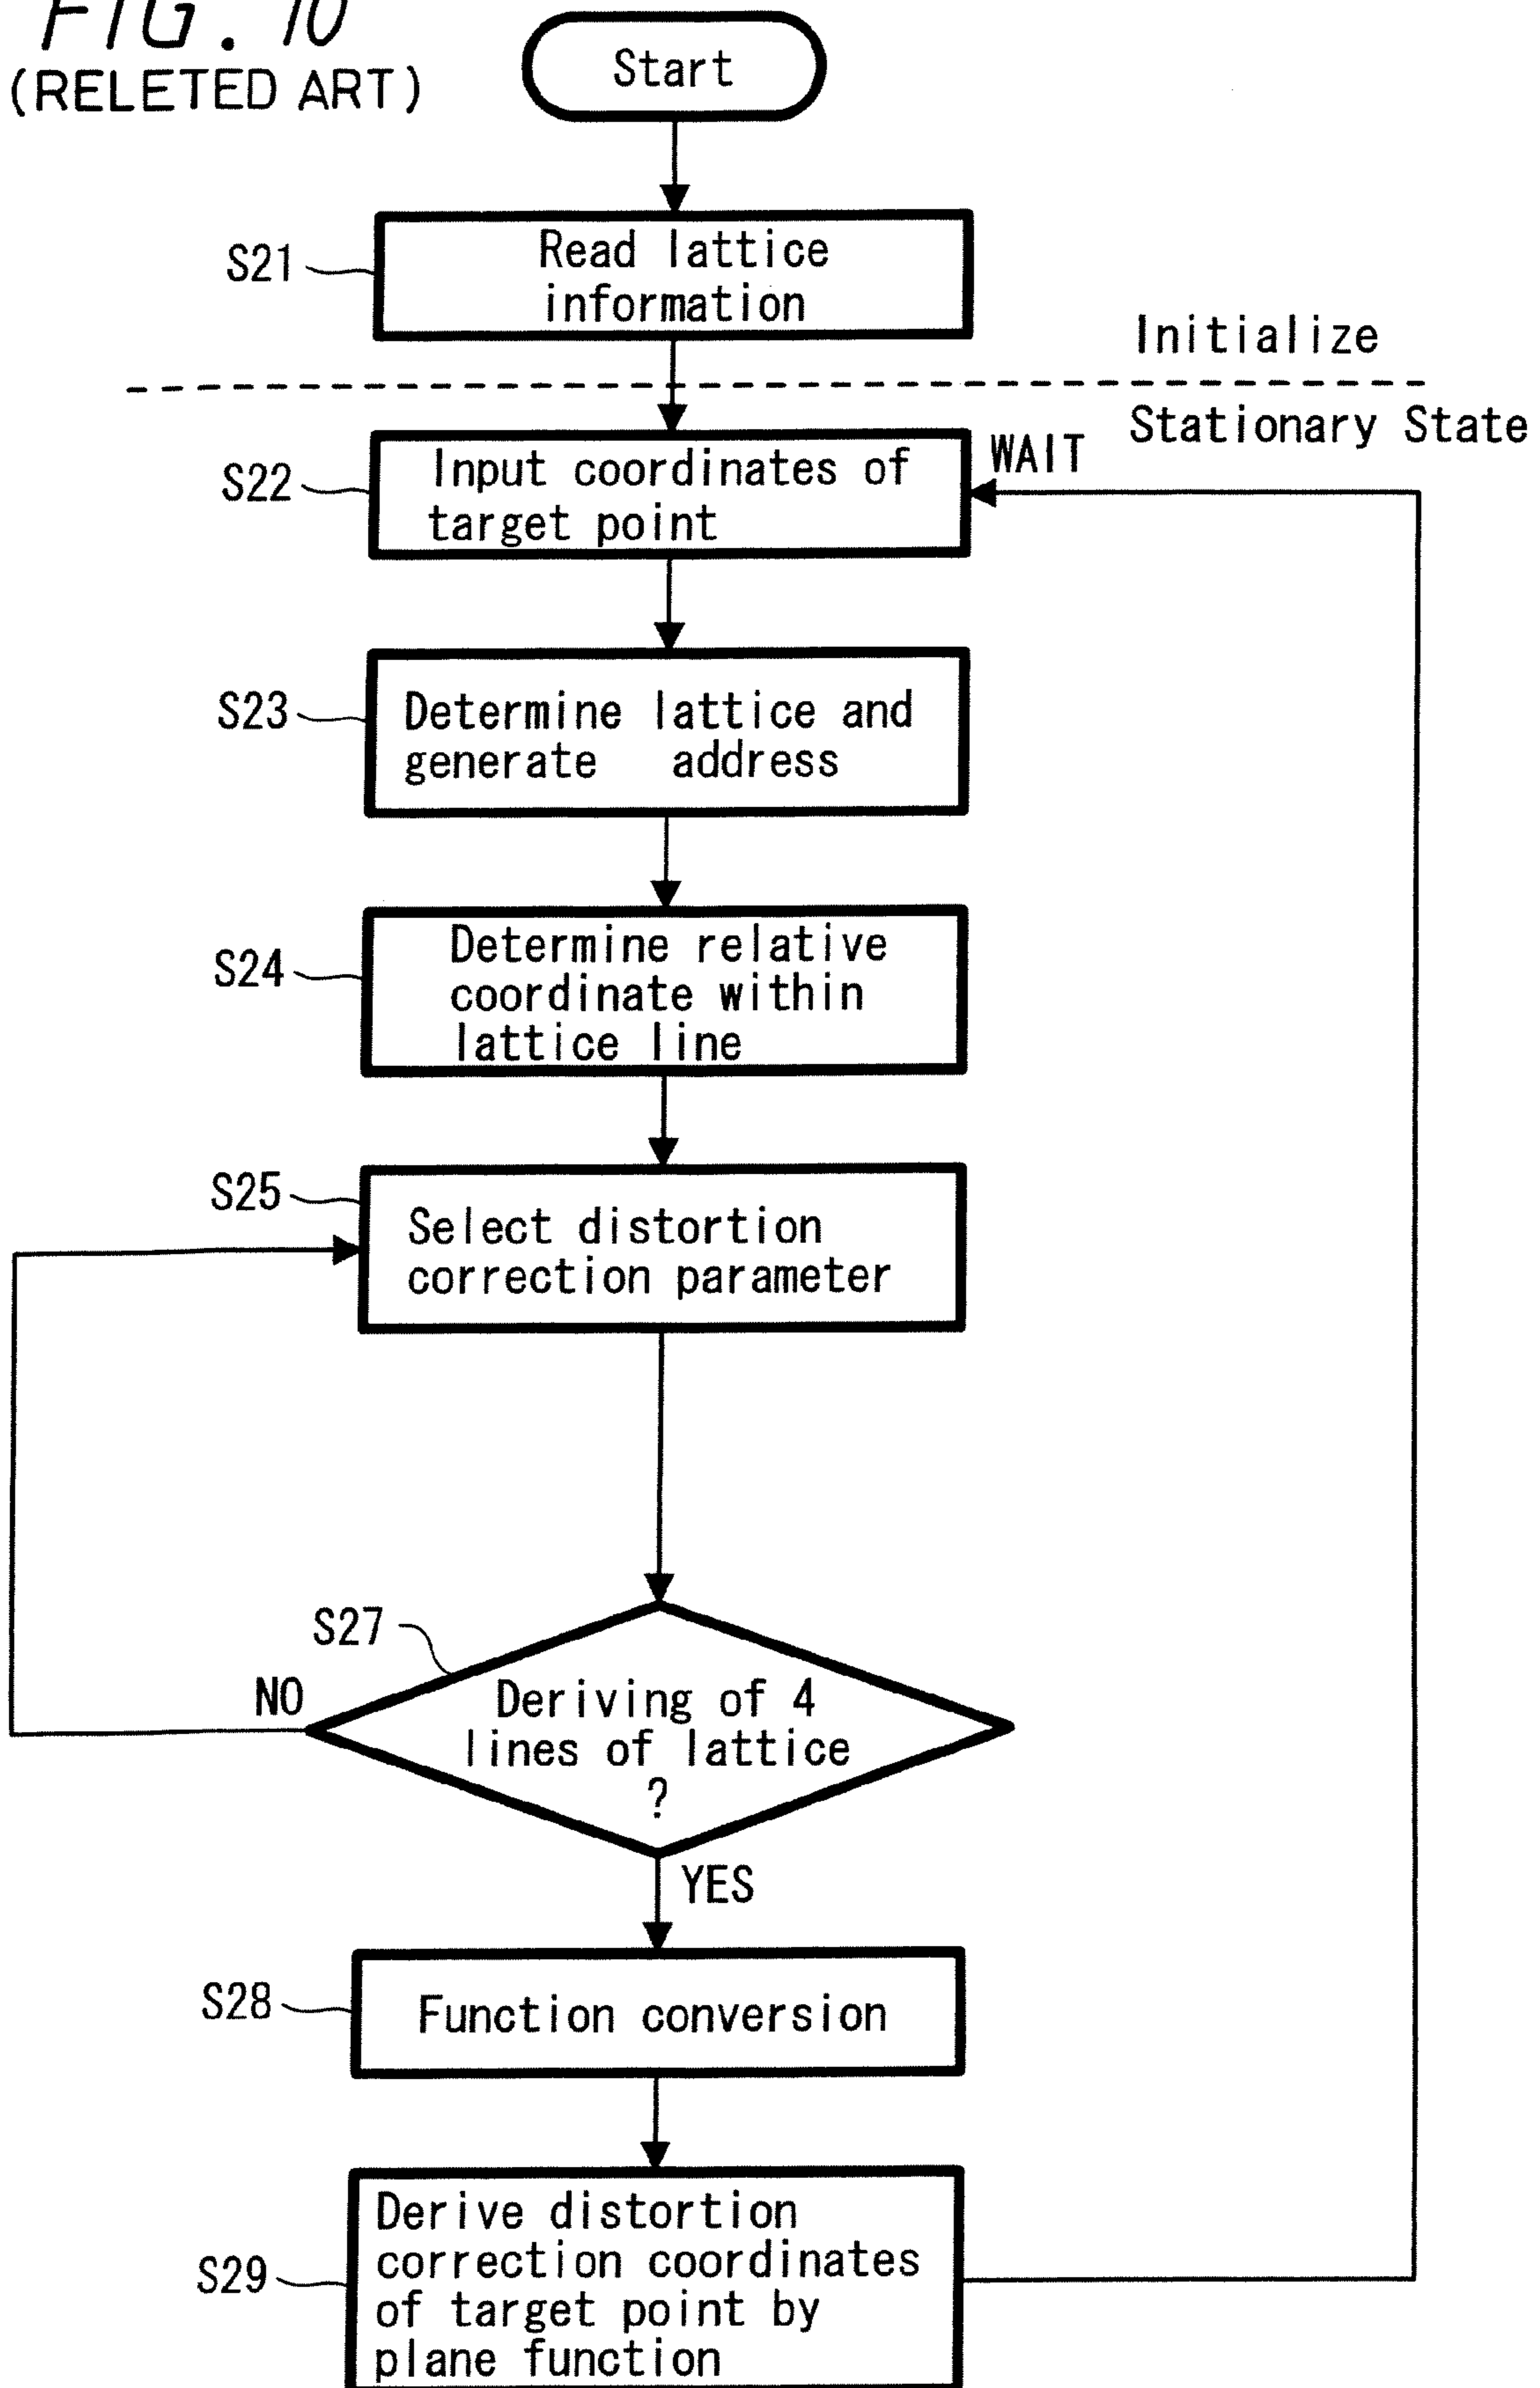 FIG. 10
(RELETED ART)
Start
S21
Read lattice
information
Initialize
Stationary State
WAIT
S22
Input coordinates of
target point
S23
Determine lattice and
generate address
S24
Determine relative
coordinate within
lattice line
S25
Select distortion
correction parameter
S27
NO
Deriving of 4
lines of lattice
?
YES
S28
Function conversion
S29
Derive distortion
correction coordinates
of target point by
plane function